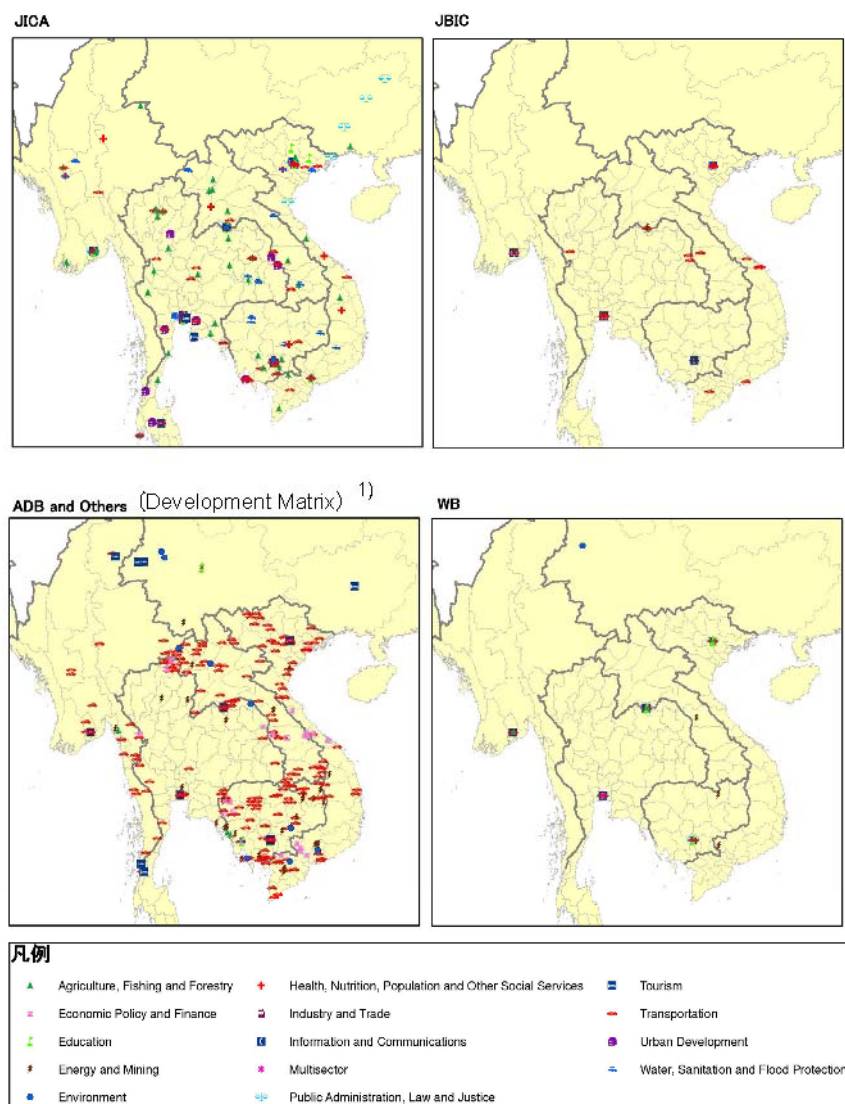 JICA
JBIC
ADB and Others (Development Matrix) 1)
WB
凡例
Agriculture, Fishing and Forestry
Health, Nutrition, Population and Other Social Services
Tourism
Economic Policy and Finance
Industry and Trade
Transportation
Education
Information and Communications
Urban Development
Energy and Mining
Multisector
Water, Sanitation and Flood Protection
Environment
Public Administration, Law and Justice